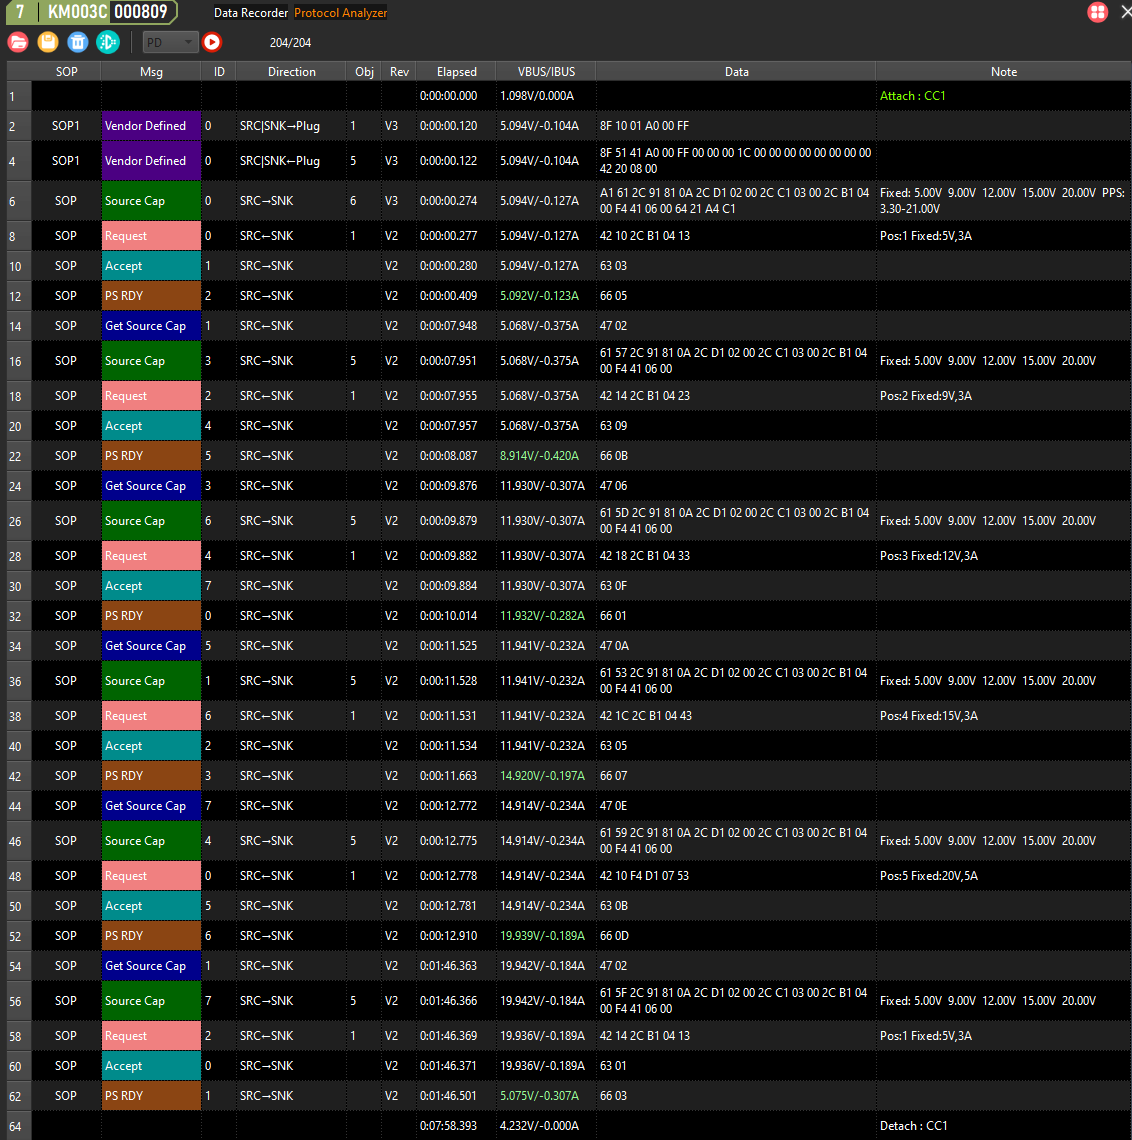 7 KM003C 000809 Data Recorder Protocol Analyzer
PD 204/204
SOP Msg ID Direction Obj Rev Elapsed VBUS/IBUS Data Note
1 0:00:00.000 1.098V/0.000A Attach : CC1
2 SOP1 Vendor Defined 0 SRC|SNK→Plug 1 V3 0:00:00.120 5.094V/-0.104A 8F 10 01 A0 00 FF
4 SOP1 Vendor Defined 0 SRC|SNK←Plug 5 V3 0:00:00.122 5.094V/-0.104A 8F 51 41 A0 00 FF 00 00 00 1C 00 00 00 00 00 00 00 00
42 20 08 00
6 SOP Source Cap 0 SRC→SNK 6 V3 0:00:00.274 5.094V/-0.127A A1 61 2C 91 81 0A 2C D1 02 00 2C C1 03 00 2C B1 04 Fixed: 5.00V 9.00V 12.00V 15.00V 20.00V PPS:
00 F4 41 06 00 64 21 A4 C1 3.30-21.00V
8 SOP Request 0 SRC←SNK 1 V2 0:00:00.277 5.094V/-0.127A 42 10 2C B1 04 13 Pos:1 Fixed:5V,3A
10 SOP Accept 1 SRC→SNK V2 0:00:00.280 5.094V/-0.127A 63 03
12 SOP PS RDY 2 SRC→SNK V2 0:00:00.409 5.092V/-0.123A 66 05
14 SOP Get Source Cap 1 SRC←SNK V2 0:00:07.948 5.068V/-0.375A 47 02
16 SOP Source Cap 3 SRC→SNK 5 V2 0:00:07.951 5.068V/-0.375A 61 57 2C 91 81 0A 2C D1 02 00 2C C1 03 00 2C B1 04 Fixed: 5.00V 9.00V 12.00V 15.00V 20.00V
00 F4 41 06 00
18 SOP Request 2 SRC←SNK 1 V2 0:00:07.955 5.068V/-0.375A 42 14 2C B1 04 23 Pos:2 Fixed:9V,3A
20 SOP Accept 4 SRC→SNK V2 0:00:07.957 5.068V/-0.375A 63 09
22 SOP PS RDY 5 SRC→SNK V2 0:00:08.087 8.914V/-0.420A 66 0B
24 SOP Get Source Cap 3 SRC←SNK V2 0:00:09.876 11.930V/-0.307A 47 06
26 SOP Source Cap 6 SRC→SNK 5 V2 0:00:09.879 11.930V/-0.307A 61 5D 2C 91 81 0A 2C D1 02 00 2C C1 03 00 2C B1 04 Fixed: 5.00V 9.00V 12.00V 15.00V 20.00V
00 F4 41 06 00
28 SOP Request 4 SRC←SNK 1 V2 0:00:09.882 11.930V/-0.307A 42 18 2C B1 04 33 Pos:3 Fixed:12V,3A
30 SOP Accept 7 SRC→SNK V2 0:00:09.884 11.930V/-0.307A 63 0F
32 SOP PS RDY 0 SRC→SNK V2 0:00:10.014 11.932V/-0.282A 66 01
34 SOP Get Source Cap 5 SRC←SNK V2 0:00:11.525 11.941V/-0.232A 47 0A
36 SOP Source Cap 1 SRC→SNK 5 V2 0:00:11.528 11.941V/-0.232A 61 53 2C 91 81 0A 2C D1 02 00 2C C1 03 00 2C B1 04 Fixed: 5.00V 9.00V 12.00V 15.00V 20.00V
00 F4 41 06 00
38 SOP Request 6 SRC←SNK 1 V2 0:00:11.531 11.941V/-0.232A 42 1C 2C B1 04 43 Pos:4 Fixed:15V,3A
40 SOP Accept 2 SRC→SNK V2 0:00:11.534 11.941V/-0.232A 63 05
42 SOP PS RDY 3 SRC→SNK V2 0:00:11.663 14.920V/-0.197A 66 07
44 SOP Get Source Cap 7 SRC←SNK V2 0:00:12.772 14.914V/-0.234A 47 0E
46 SOP Source Cap 4 SRC→SNK 5 V2 0:00:12.775 14.914V/-0.234A 61 59 2C 91 81 0A 2C D1 02 00 2C C1 03 00 2C B1 04 Fixed: 5.00V 9.00V 12.00V 15.00V 20.00V
00 F4 41 06 00
48 SOP Request 0 SRC←SNK 1 V2 0:00:12.778 14.914V/-0.234A 42 10 F4 D1 07 53 Pos:5 Fixed:20V,5A
50 SOP Accept 5 SRC→SNK V2 0:00:12.781 14.914V/-0.234A 63 0B
52 SOP PS RDY 6 SRC→SNK V2 0:00:12.910 19.939V/-0.189A 66 0D
54 SOP Get Source Cap 1 SRC←SNK V2 0:01:46.363 19.942V/-0.184A 47 02
56 SOP Source Cap 7 SRC→SNK 5 V2 0:01:46.366 19.942V/-0.184A 61 5F 2C 91 81 0A 2C D1 02 00 2C C1 03 00 2C B1 04 Fixed: 5.00V 9.00V 12.00V 15.00V 20.00V
00 F4 41 06 00
58 SOP Request 2 SRC←SNK 1 V2 0:01:46.369 19.936V/-0.189A 42 14 2C B1 04 13 Pos:1 Fixed:5V,3A
60 SOP Accept 0 SRC→SNK V2 0:01:46.371 19.936V/-0.189A 63 01
62 SOP PS RDY 1 SRC→SNK V2 0:01:46.501 5.075V/-0.307A 66 03
64 0:07:58.393 4.232V/-0.000A Detach : CC1